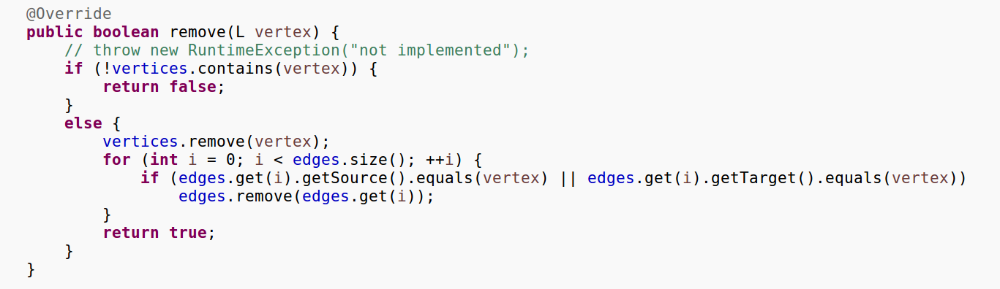 @Override
public boolean remove(L vertex) {
    // throw new RuntimeException("not implemented");
    if (!vertices.contains(vertex)) {
        return false;
    }
    else {
        vertices.remove(vertex);
        for (int i = 0; i < edges.size(); ++i) {
            if (edges.get(i).getSource().equals(vertex) || edges.get(i).getTarget().equals(vertex))
                edges.remove(edges.get(i));
        }
        return true;
    }
}